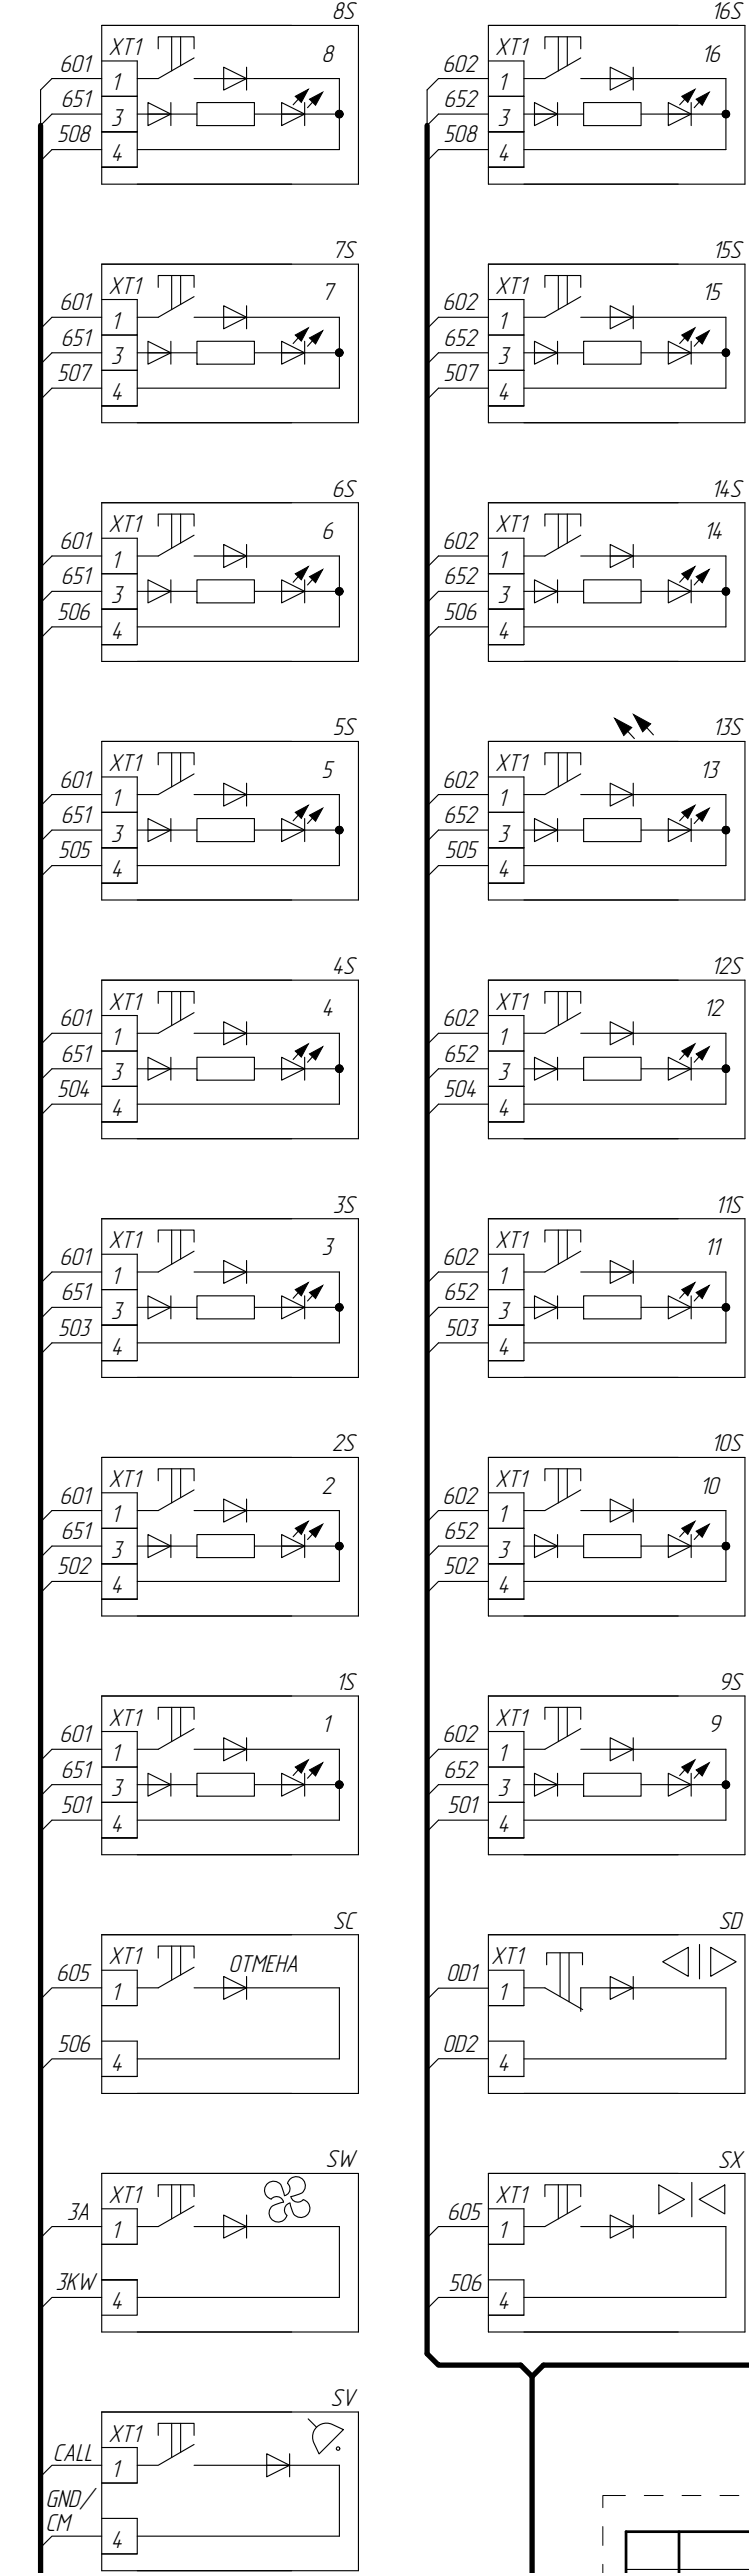 8S
XT1
8
601
1
651
3
508
4
16S
XT1
16
602
1
652
3
508
4
7S
XT1
7
601
1
651
3
507
4
15S
XT1
15
602
1
652
3
507
4
6S
XT1
6
601
1
651
3
506
4
14S
XT1
14
602
1
652
3
506
4
5S
XT1
5
601
1
651
3
505
4
13S
XT1
13
602
1
652
3
505
4
4S
XT1
4
601
1
651
3
504
4
12S
XT1
12
602
1
652
3
504
4
3S
XT1
3
601
1
651
3
503
4
11S
XT1
11
602
1
652
3
503
4
2S
XT1
2
601
1
651
3
502
4
10S
XT1
10
602
1
652
3
502
4
1S
XT1
1
601
1
651
3
501
4
9S
XT1
9
602
1
652
3
501
4
SC
XT1
ОТМЕНА
605
1
506
4
SD
XT1
OD1
1
OD2
4
SW
XT1
3A
1
3KW
4
SX
XT1
605
1
506
4
SV
XT1
CALL
1
GND/
CM
4